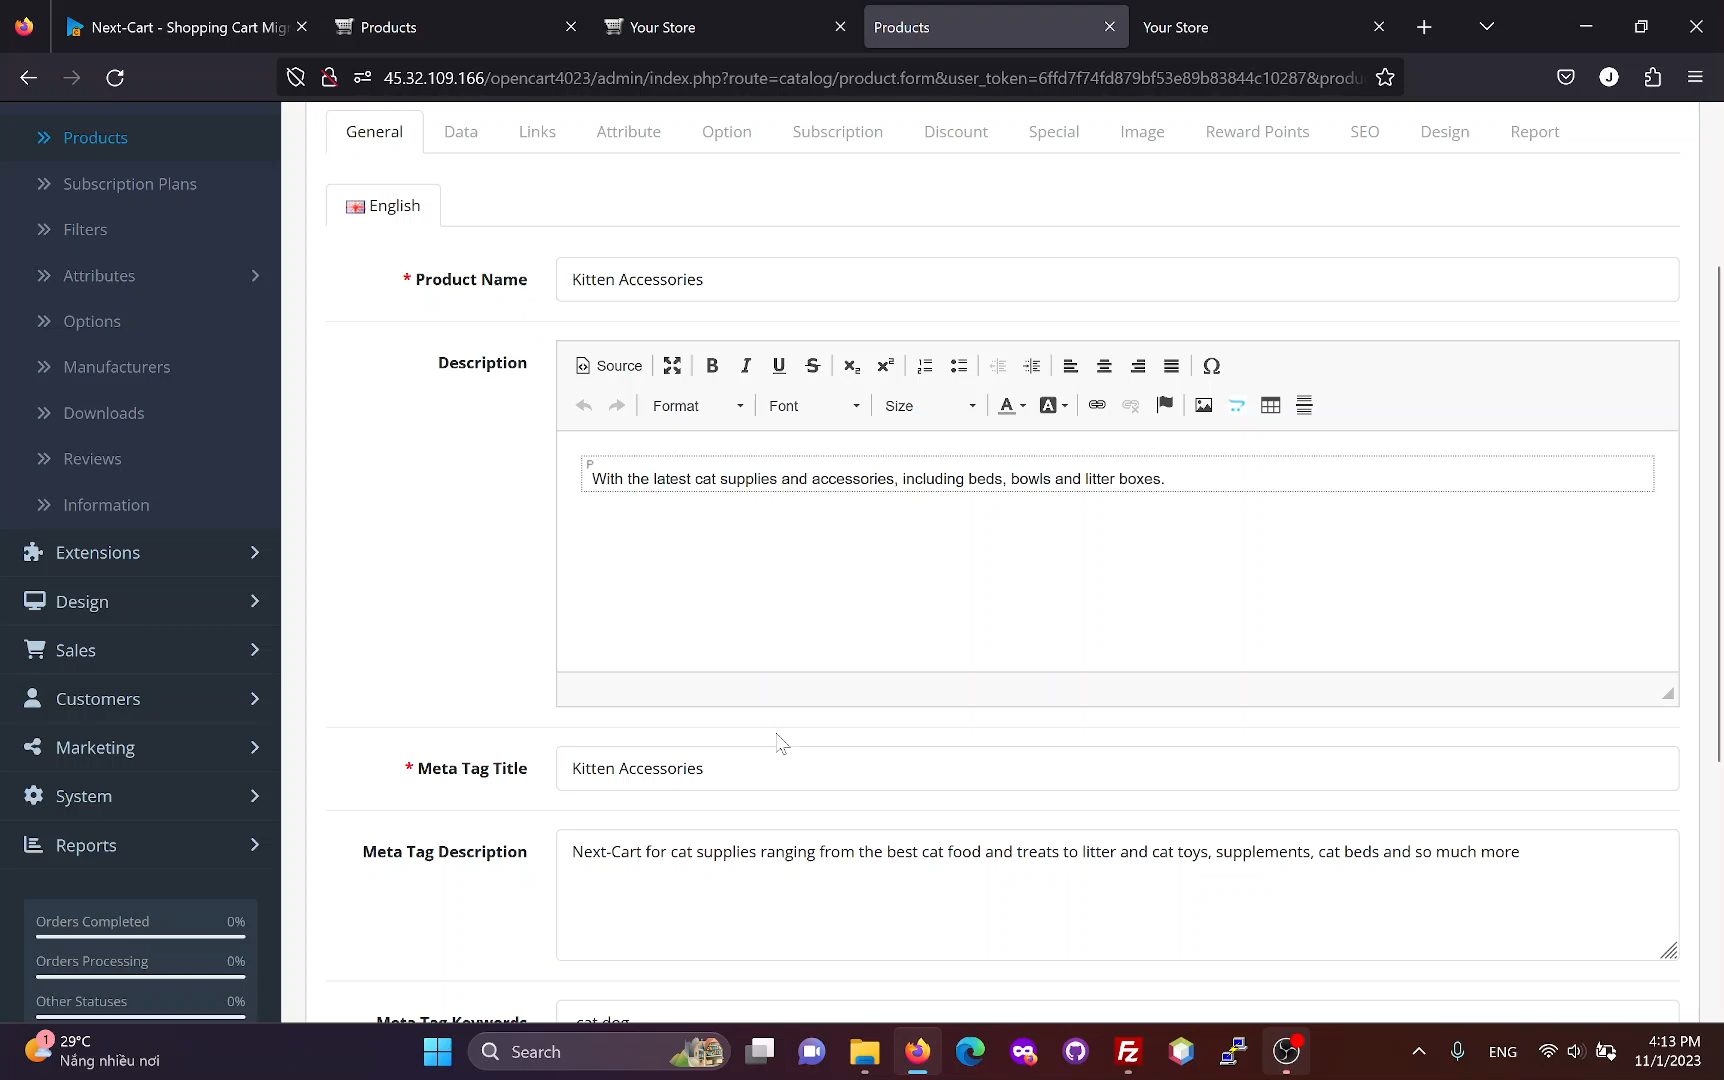 Next-Cart - Shopping Cart Mig
Products
Your Store
Products
Your Store
45.32.109.166/opencart4023/admin/index.php?route=catalog/product.form&user_token=6ffd7f74fd879bf53e89b83844c10287&produ
J
Products
Subscription Plans
Filters
Attributes
Options
Manufacturers
Downloads
Reviews
Information
Extensions
Design
Sales
Customers
Marketing
System
Reports
Orders Completed 0%
Orders Processing 0%
Other Statuses 0%
General Data Links Attribute Option Subscription Discount Special Image Reward Points SEO Design Report
English
* Product Name Kitten Accessories
Description
Source
Format Font Size
P
With the latest cat supplies and accessories, including beds, bowls and litter boxes.
* Meta Tag Title Kitten Accessories
Meta Tag Description Next-Cart for cat supplies ranging from the best cat food and treats to litter and cat toys, supplements, cat beds and so much more
Meta Tag Keywords cat dog
1
29°C
Nắng nhiều nơi
Search
ENG
4:13 PM
11/1/2023